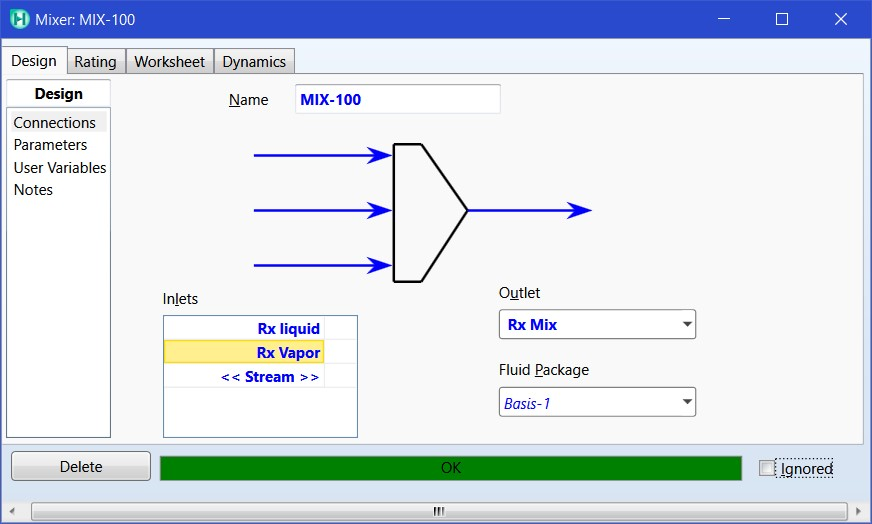 Mixer: MIX-100
Design Rating Worksheet Dynamics
Design
Connections
Parameters
User Variables
Notes
Name MIX-100
Inlets
Rx liquid
Rx Vapor
<< Stream >>
Outlet
Rx Mix
Fluid Package
Basis-1
Delete OK Ignored